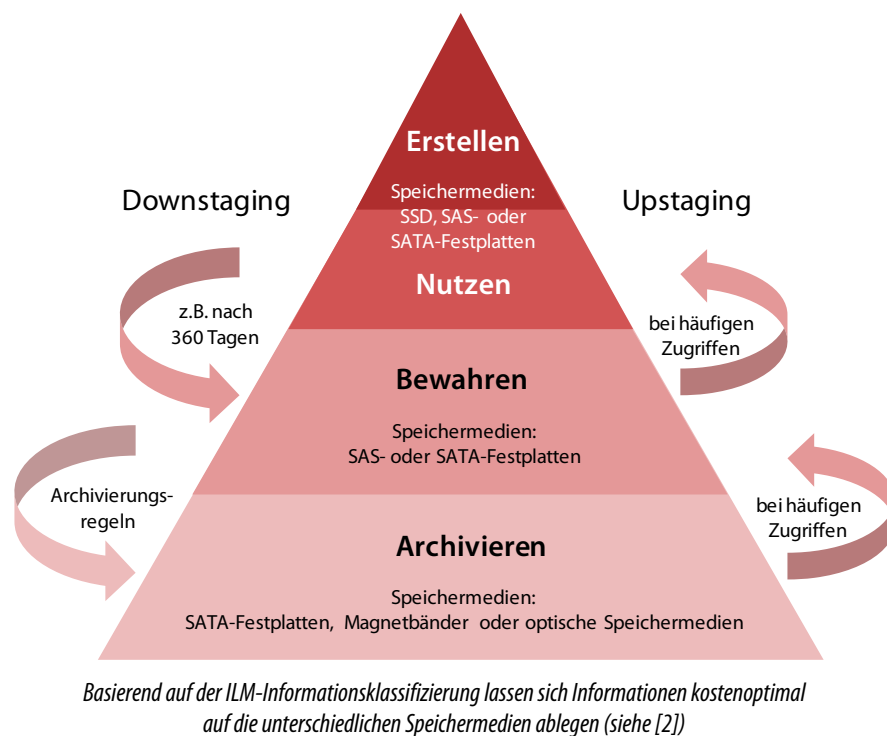 Erstellen
Speichermedien:
SSD, SAS- oder
SATA-Festplatten
Nutzen
Downstaging
Upstaging
z.B. nach
360 Tagen
bei häufigen
Zugriffen
Bewahren
Speichermedien:
SAS- oder SATA-Festplatten
Archivierungs-
regeln
bei häufigen
Zugriffen
Archivieren
Speichermedien:
SATA-Festplatten, Magnetbänder oder optische Speichermedien
Basierend auf der ILM-Informationsklassifizierung lassen sich Informationen kostenoptimal
auf die unterschiedlichen Speichermedien ablegen (siehe [2])